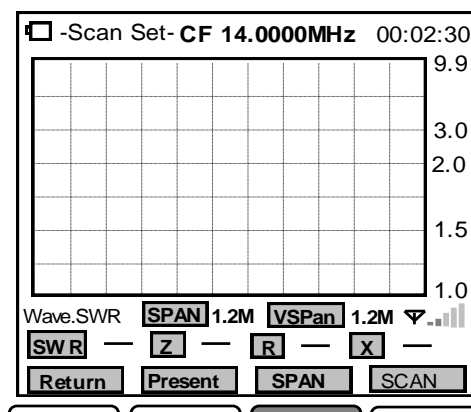 -Scan Set- CF 14.0000MHz 00:02:30
9.9
3.0
2.0
1.5
1.0
Wave.SWR SPAN 1.2M VSPan 1.2M
SWR — Z — R — X —
Return Present SPAN SCAN